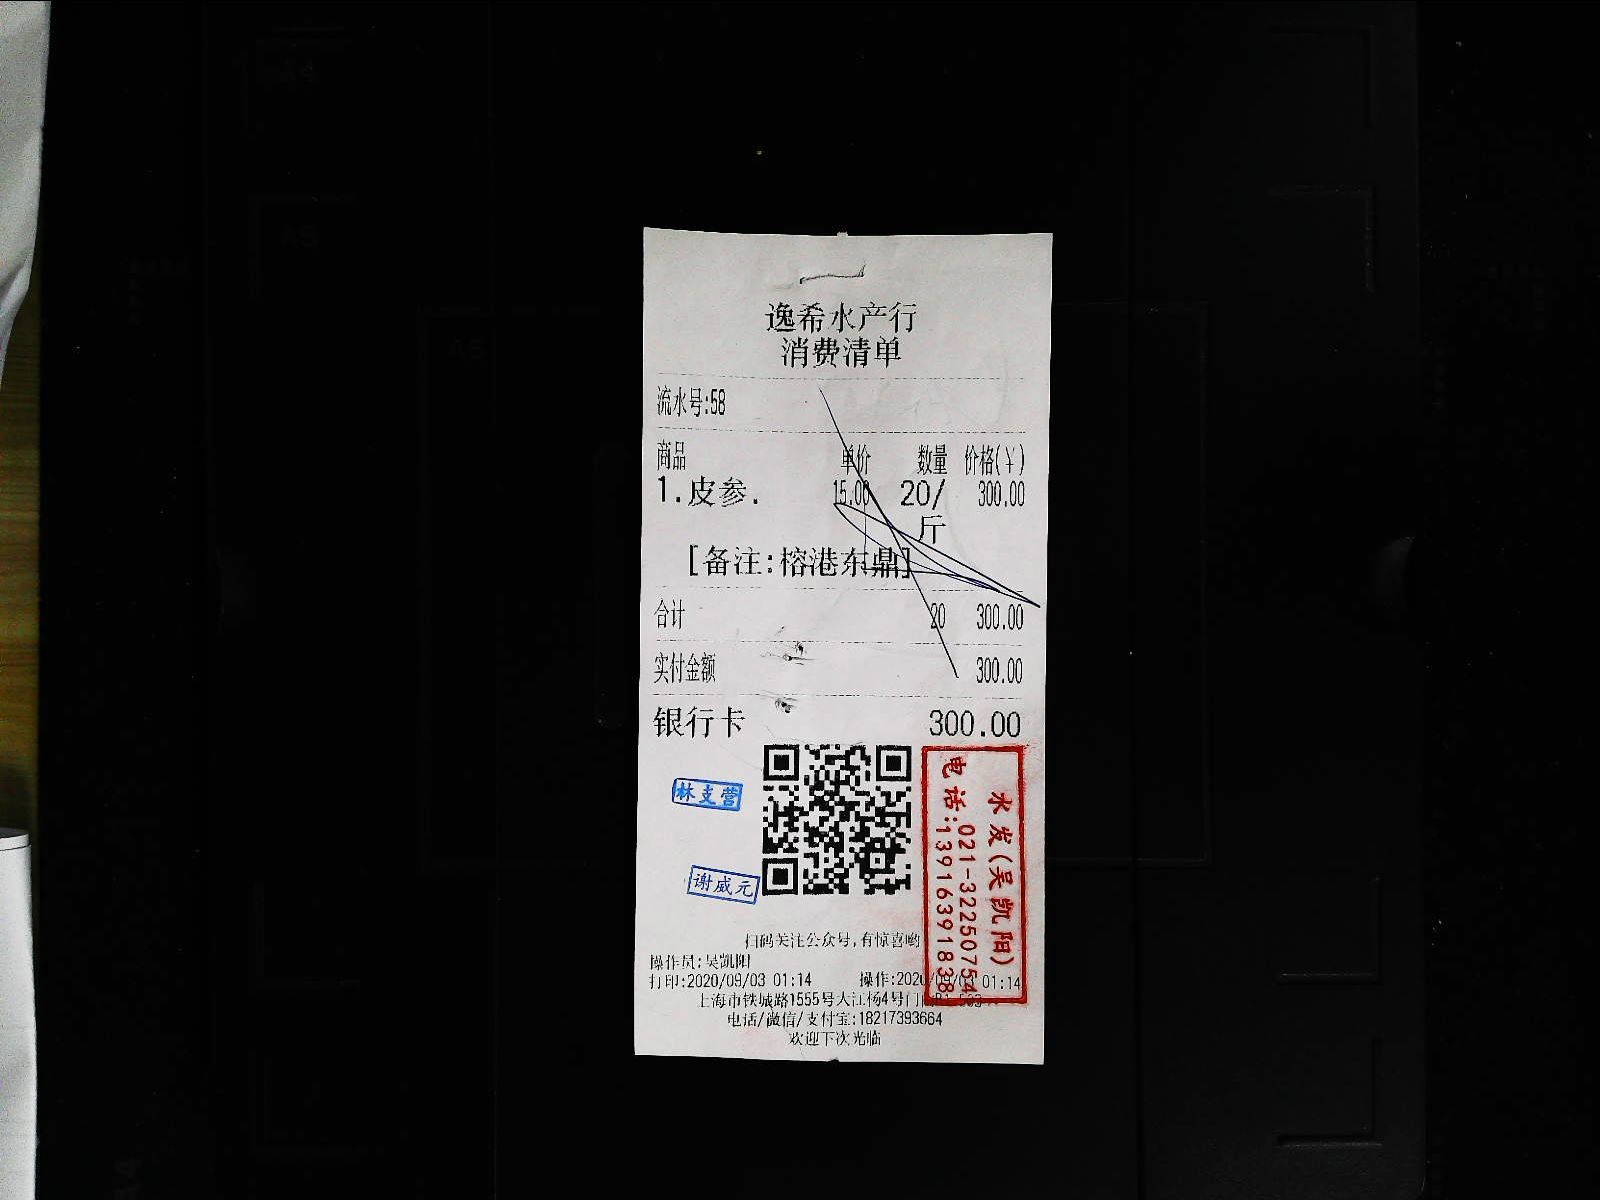 逸希水产行
消费清单
流水号:58
商品 单价 数量 价格(¥)
1.皮参. 15.00 20/斤 300.00
[备注:榕港东鼎]
合计 20 300.00
实付金额 300.00
银行卡 300.00
林支营
谢威元
水发(吴凯阳)
电话:021-32250754
13916391838
扫码关注公众号,有惊喜哟
操作员:吴凯阳
打印:2020/09/03 01:14 操作:2020/09/03 01:14
上海市铁城路1555号大江杨4号门
电话/微信/支付宝:18217393664
欢迎下次光临